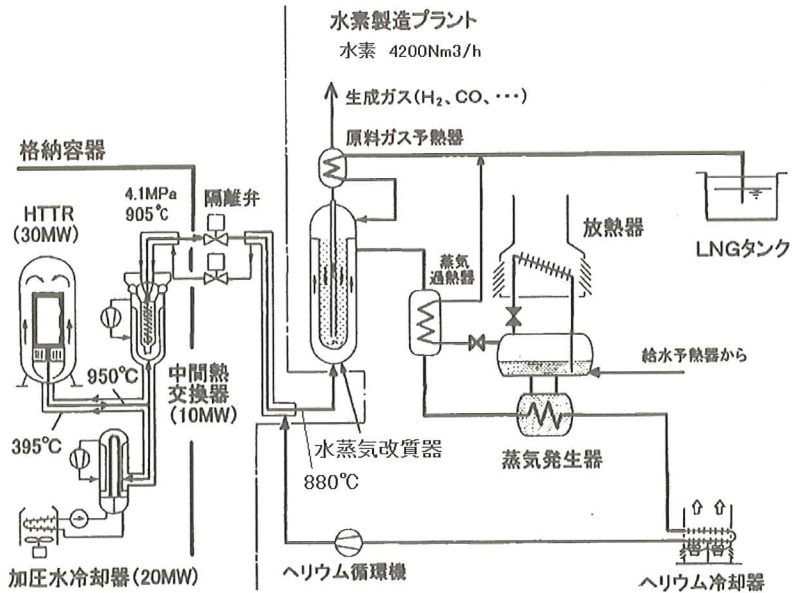 水素製造プラント
水素 4200Nm3/h
生成ガス(H₂、CO、･･･)
原料ガス予熱器
格納容器
4.1MPa
905℃
隔離弁
HTTR
(30MW)
放熱器
LNGタンク
蒸気
過熱器
給水予熱器から
950℃
中間熱
交換器
(10MW)
395℃
水蒸気改質器
880℃
蒸気発生器
加圧水冷却器(20MW)
ヘリウム循環機
ヘリウム冷却器